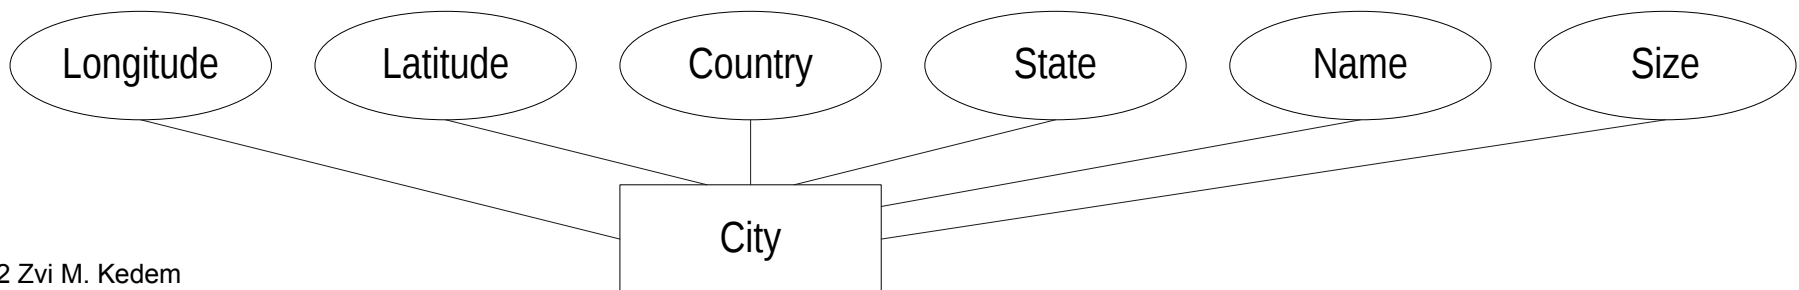 Longitude
Latitude
Country
State
Name
Size
City
2 Zvi M. Kedem